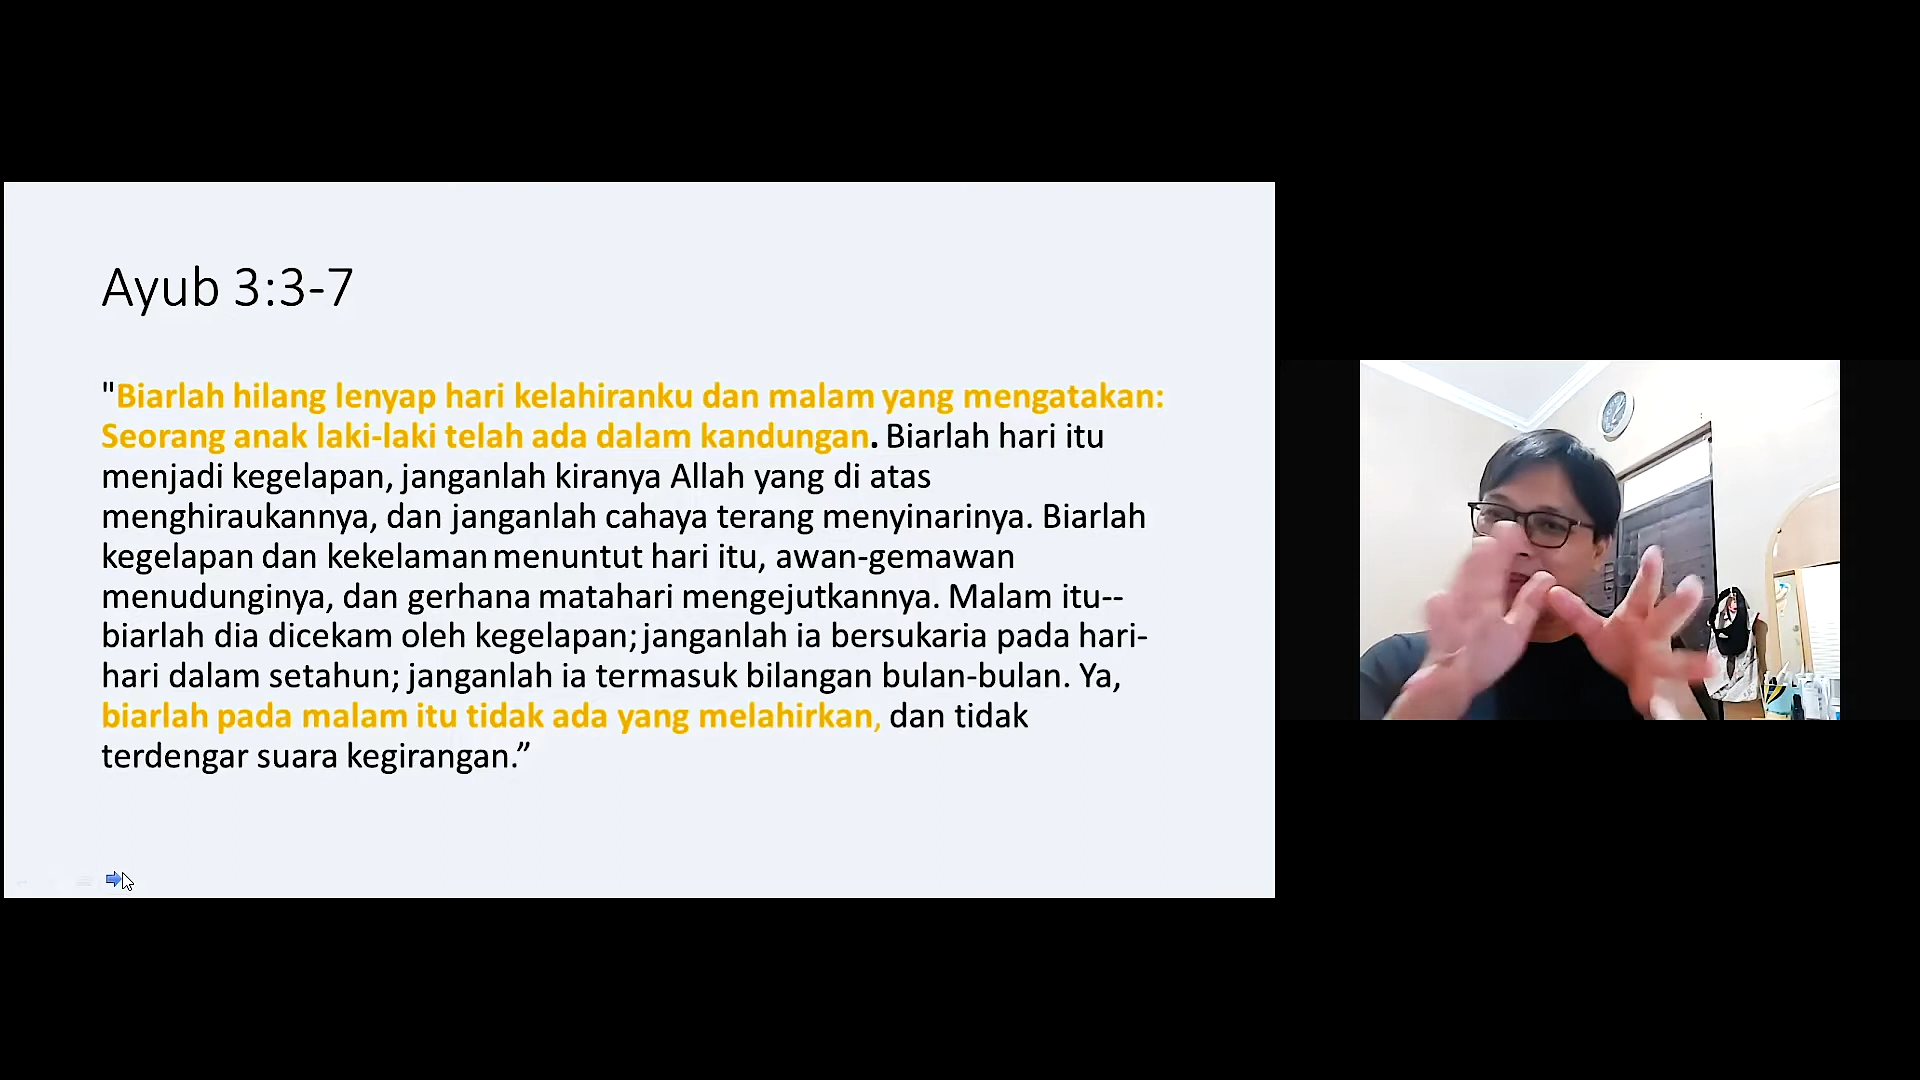 Ayub 3:3-7
"Biarlah hilang lenyap hari kelahiranku dan malam yang mengatakan:
Seorang anak laki-laki telah ada dalam kandungan. Biarlah hari itu
menjadi kegelapan, janganlah kiranya Allah yang di atas
menghiraukannya, dan janganlah cahaya terang menyinarinya. Biarlah
kegelapan dan kekelaman menuntut hari itu, awan-gemawan
menudunginya, dan gerhana matahari mengejutkannya. Malam itu--
biarlah dia dicekam oleh kegelapan; janganlah ia bersukaria pada hari-
hari dalam setahun; janganlah ia termasuk bilangan bulan-bulan. Ya,
biarlah pada malam itu tidak ada yang melahirkan, dan tidak
terdengar suara kegirangan.”